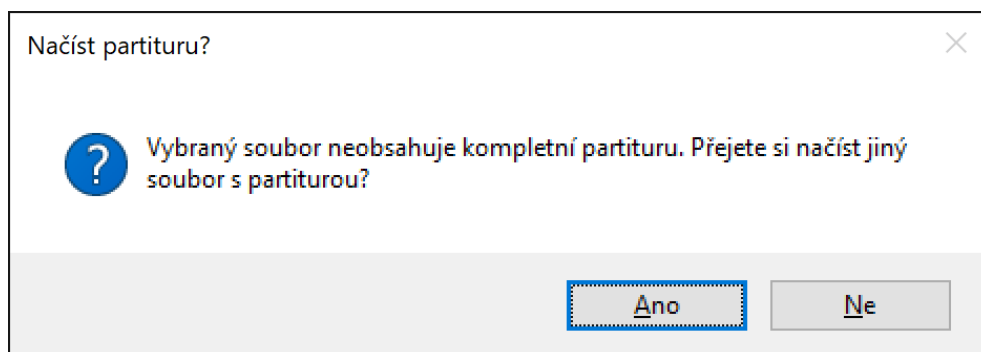 Načíst partituru?
Vybraný soubor neobsahuje kompletní partituru. Přejete si načíst jiný
soubor s partiturou?
Ano
Ne